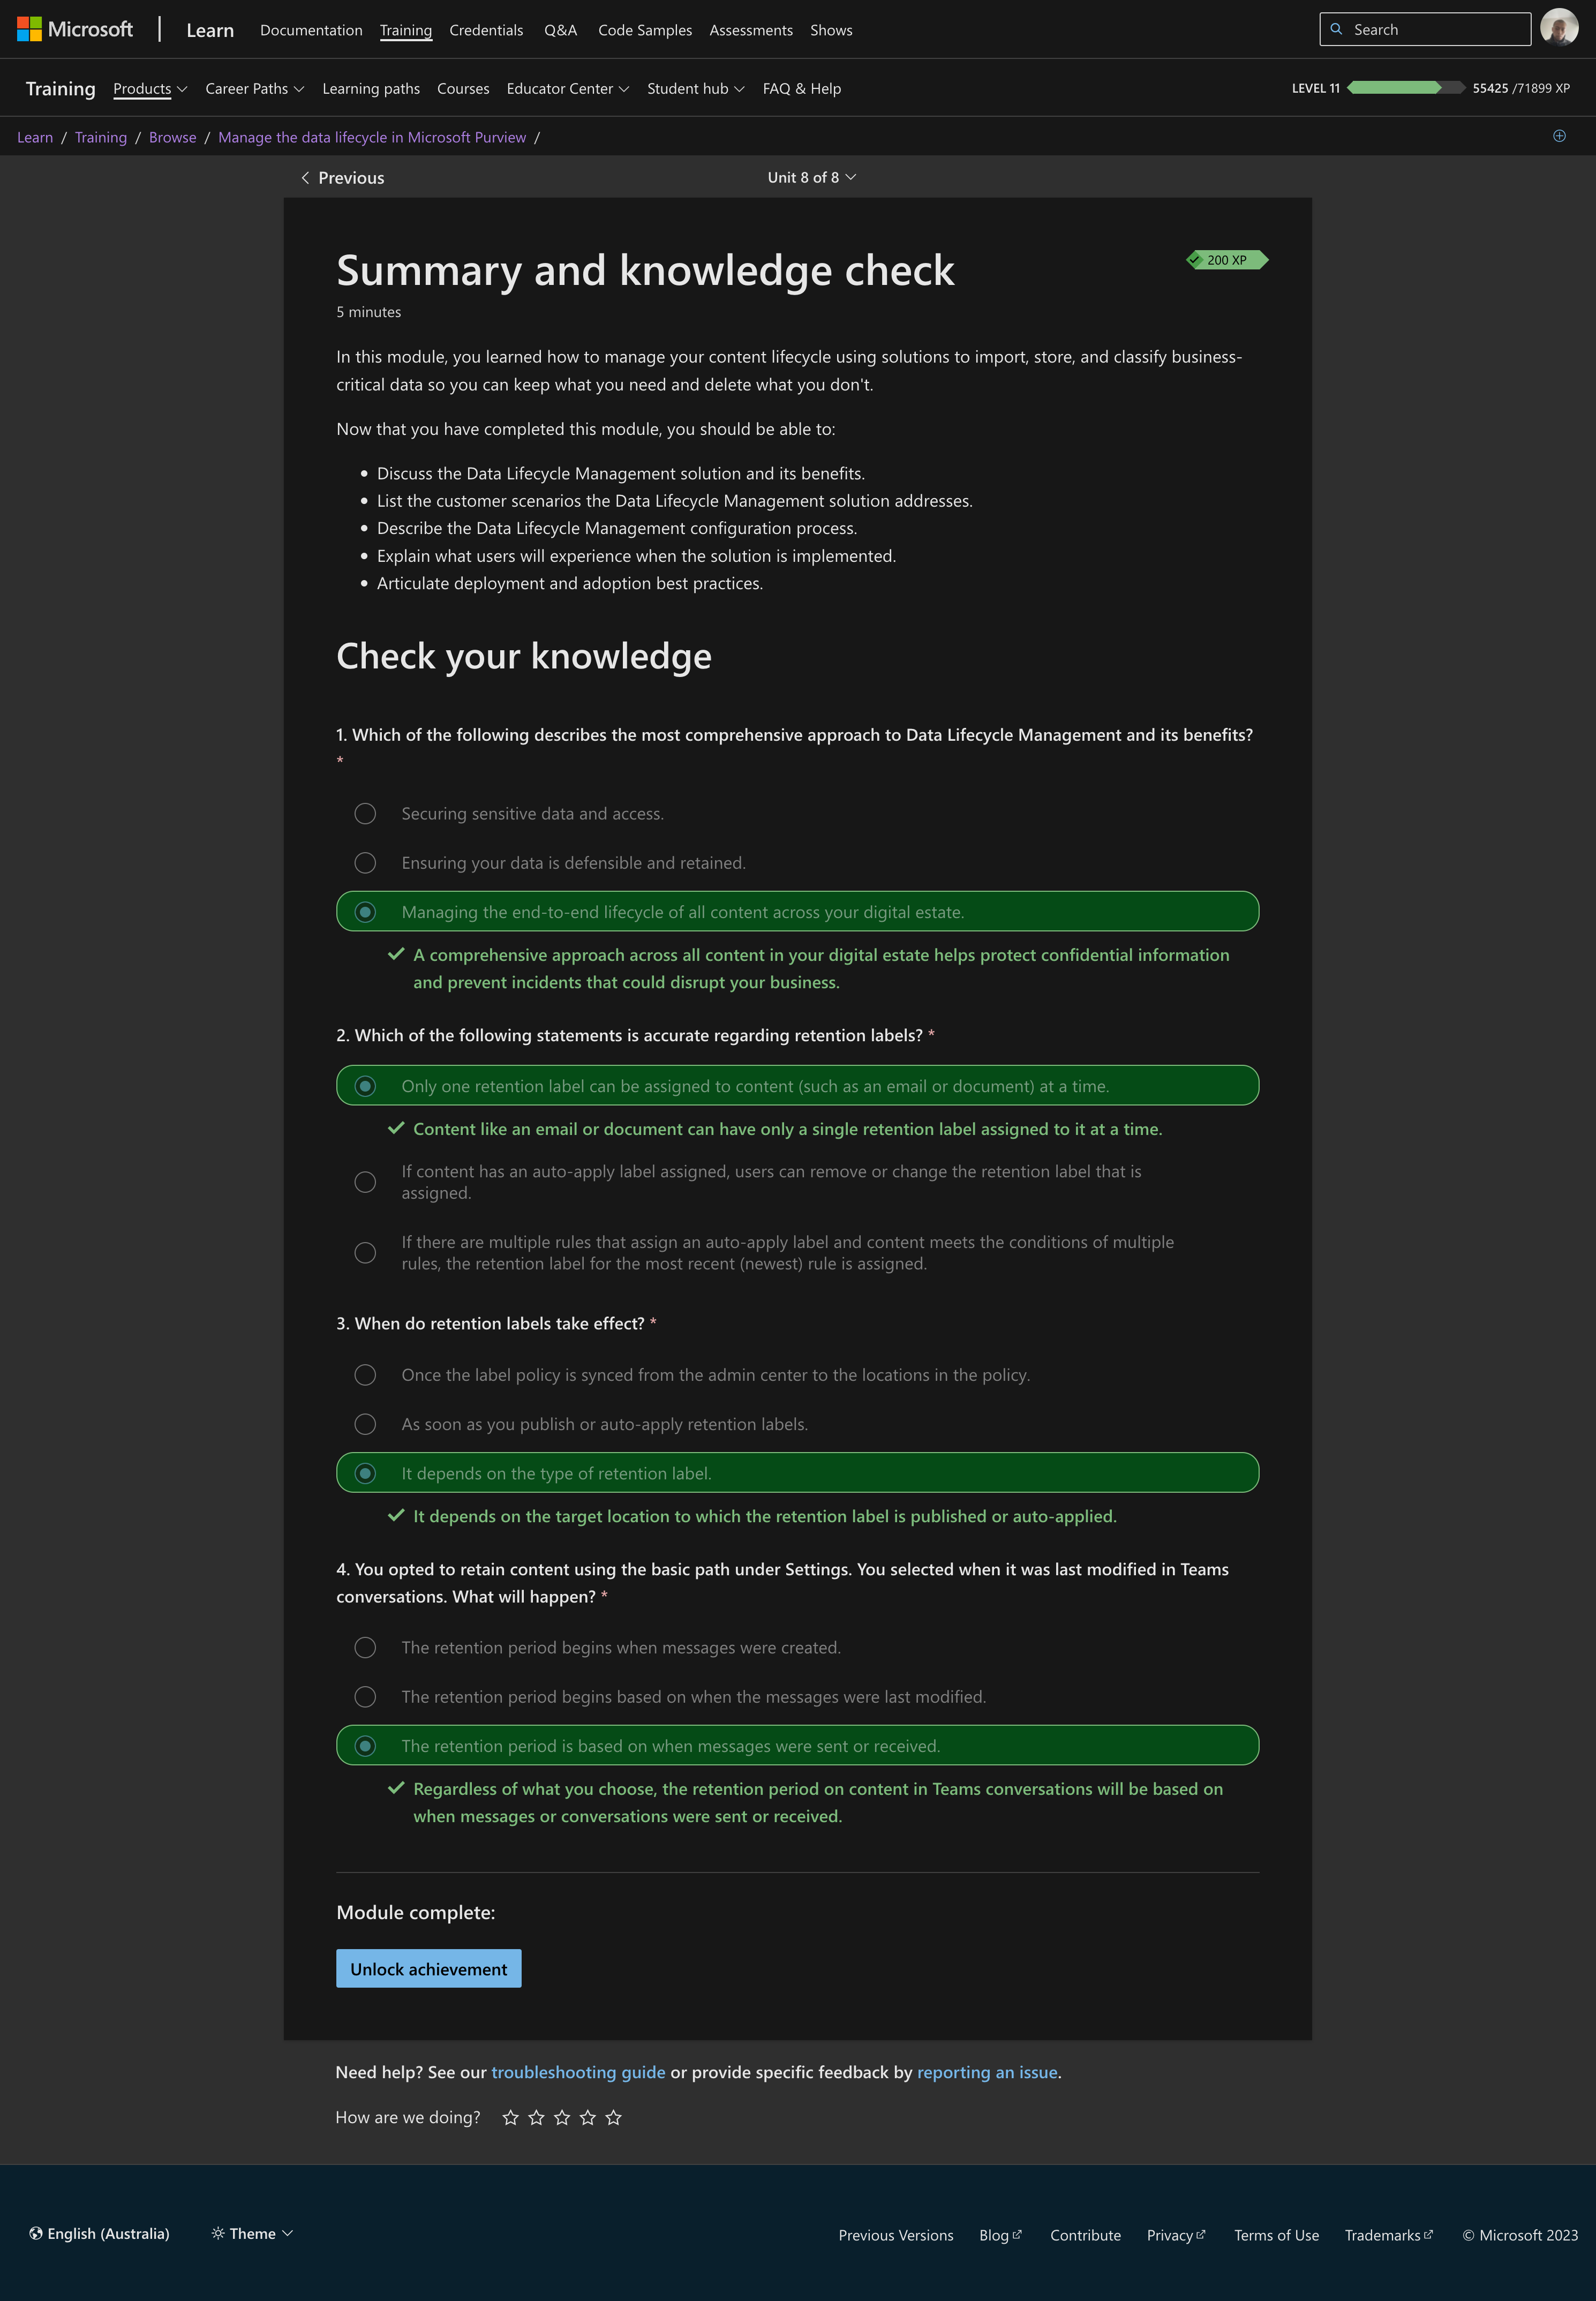 Microsoft
Learn
Documentation
Training
Credentials
Q&A
Code Samples
Assessments
Shows
Search
Training
Products
Career Paths
Learning paths
Courses
Educator Center
Student hub
FAQ & Help
LEVEL 11
55425 /71899 XP
Learn / Training / Browse / Manage the data lifecycle in Microsoft Purview /
Previous
Unit 8 of 8
Summary and knowledge check
200 XP
5 minutes
In this module, you learned how to manage your content lifecycle using solutions to import, store, and classify business-
critical data so you can keep what you need and delete what you don't.
Now that you have completed this module, you should be able to:
• Discuss the Data Lifecycle Management solution and its benefits.
• List the customer scenarios the Data Lifecycle Management solution addresses.
• Describe the Data Lifecycle Management configuration process.
• Explain what users will experience when the solution is implemented.
• Articulate deployment and adoption best practices.
Check your knowledge
1. Which of the following describes the most comprehensive approach to Data Lifecycle Management and its benefits?
*
Securing sensitive data and access.
Ensuring your data is defensible and retained.
Managing the end-to-end lifecycle of all content across your digital estate.
A comprehensive approach across all content in your digital estate helps protect confidential information
and prevent incidents that could disrupt your business.
2. Which of the following statements is accurate regarding retention labels? *
Only one retention label can be assigned to content (such as an email or document) at a time.
Content like an email or document can have only a single retention label assigned to it at a time.
If content has an auto-apply label assigned, users can remove or change the retention label that is
assigned.
If there are multiple rules that assign an auto-apply label and content meets the conditions of multiple
rules, the retention label for the most recent (newest) rule is assigned.
3. When do retention labels take effect? *
Once the label policy is synced from the admin center to the locations in the policy.
As soon as you publish or auto-apply retention labels.
It depends on the type of retention label.
It depends on the target location to which the retention label is published or auto-applied.
4. You opted to retain content using the basic path under Settings. You selected when it was last modified in Teams
conversations. What will happen? *
The retention period begins when messages were created.
The retention period begins based on when the messages were last modified.
The retention period is based on when messages were sent or received.
Regardless of what you choose, the retention period on content in Teams conversations will be based on
when messages or conversations were sent or received.
Module complete:
Unlock achievement
Need help? See our troubleshooting guide or provide specific feedback by reporting an issue.
How are we doing?
English (Australia)
Theme
Previous Versions
Blog
Contribute
Privacy
Terms of Use
Trademarks
© Microsoft 2023